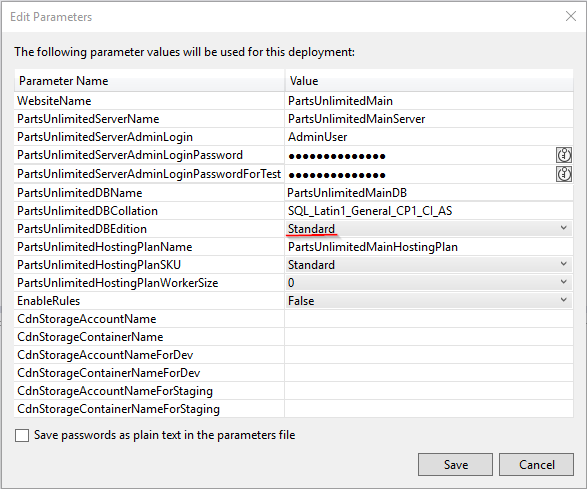 Edit Parameters
The following parameter values will be used for this deployment:
Parameter Name Value
WebsiteName PartsUnlimitedMain
PartsUnlimitedServerName PartsUnlimitedMainServer
PartsUnlimitedServerAdminLogin AdminUser
PartsUnlimitedServerAdminLoginPassword ●●●●●●●●●●●●●●
PartsUnlimitedServerAdminLoginPasswordForTest ●●●●●●●●●●●●●●
PartsUnlimitedDBName PartsUnlimitedMainDB
PartsUnlimitedDBCollation SQL_Latin1_General_CP1_CI_AS
PartsUnlimitedDBEdition Standard
PartsUnlimitedHostingPlanName PartsUnlimitedMainHostingPlan
PartsUnlimitedHostingPlanSKU Standard
PartsUnlimitedHostingPlanWorkerSize 0
EnableRules False
CdnStorageAccountName
CdnStorageContainerName
CdnStorageAccountNameForDev
CdnStorageContainerNameForDev
CdnStorageAccountNameForStaging
CdnStorageContainerNameForStaging
Save passwords as plain text in the parameters file
Save Cancel